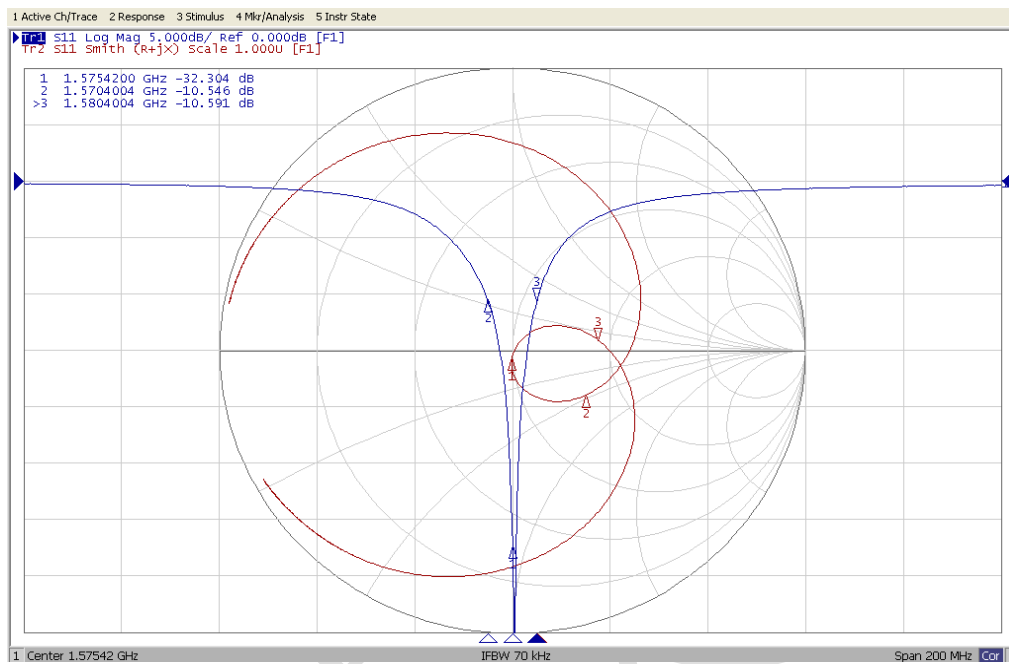 1 Active Ch/Trace 2 Response 3 Stimulus 4 Mkr/Analysis 5 Instr State
Tr1 S11 Log Mag 5.000dB/ Ref 0.000dB [F1]
Tr2 S11 Smith (R+jX) Scale 1.000U [F1]
1 1.5754200 GHz -32.304 dB
2 1.5704004 GHz -10.546 dB
>3 1.5804004 GHz -10.591 dB
3
2
3
1
2
1
1 Center 1.57542 GHz IFBW 70 kHz Span 200 MHz Cor